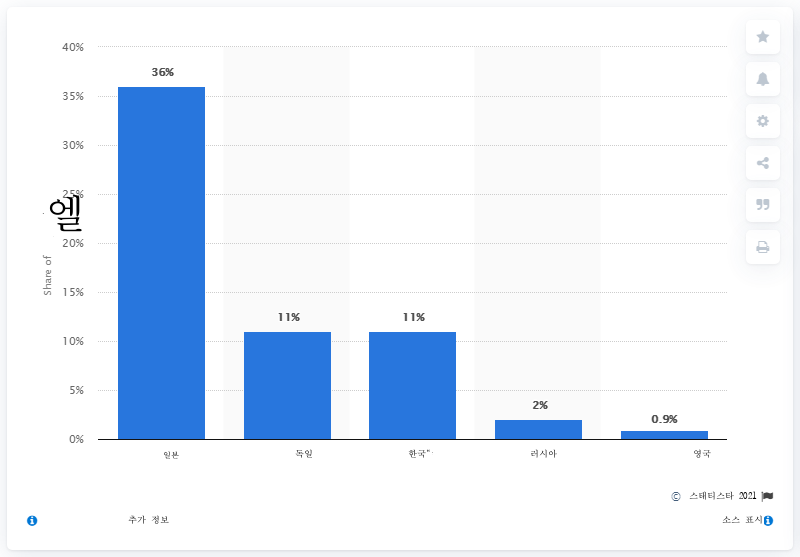 40%
36%
35%
30%
25%
엘
20%
Share of
15%
11% 11%
10%
5%
2%
0.9%
0%
일본 독일 한국" 러시아 영국
© 스태티스타 2021
추가 정보 소스 표시